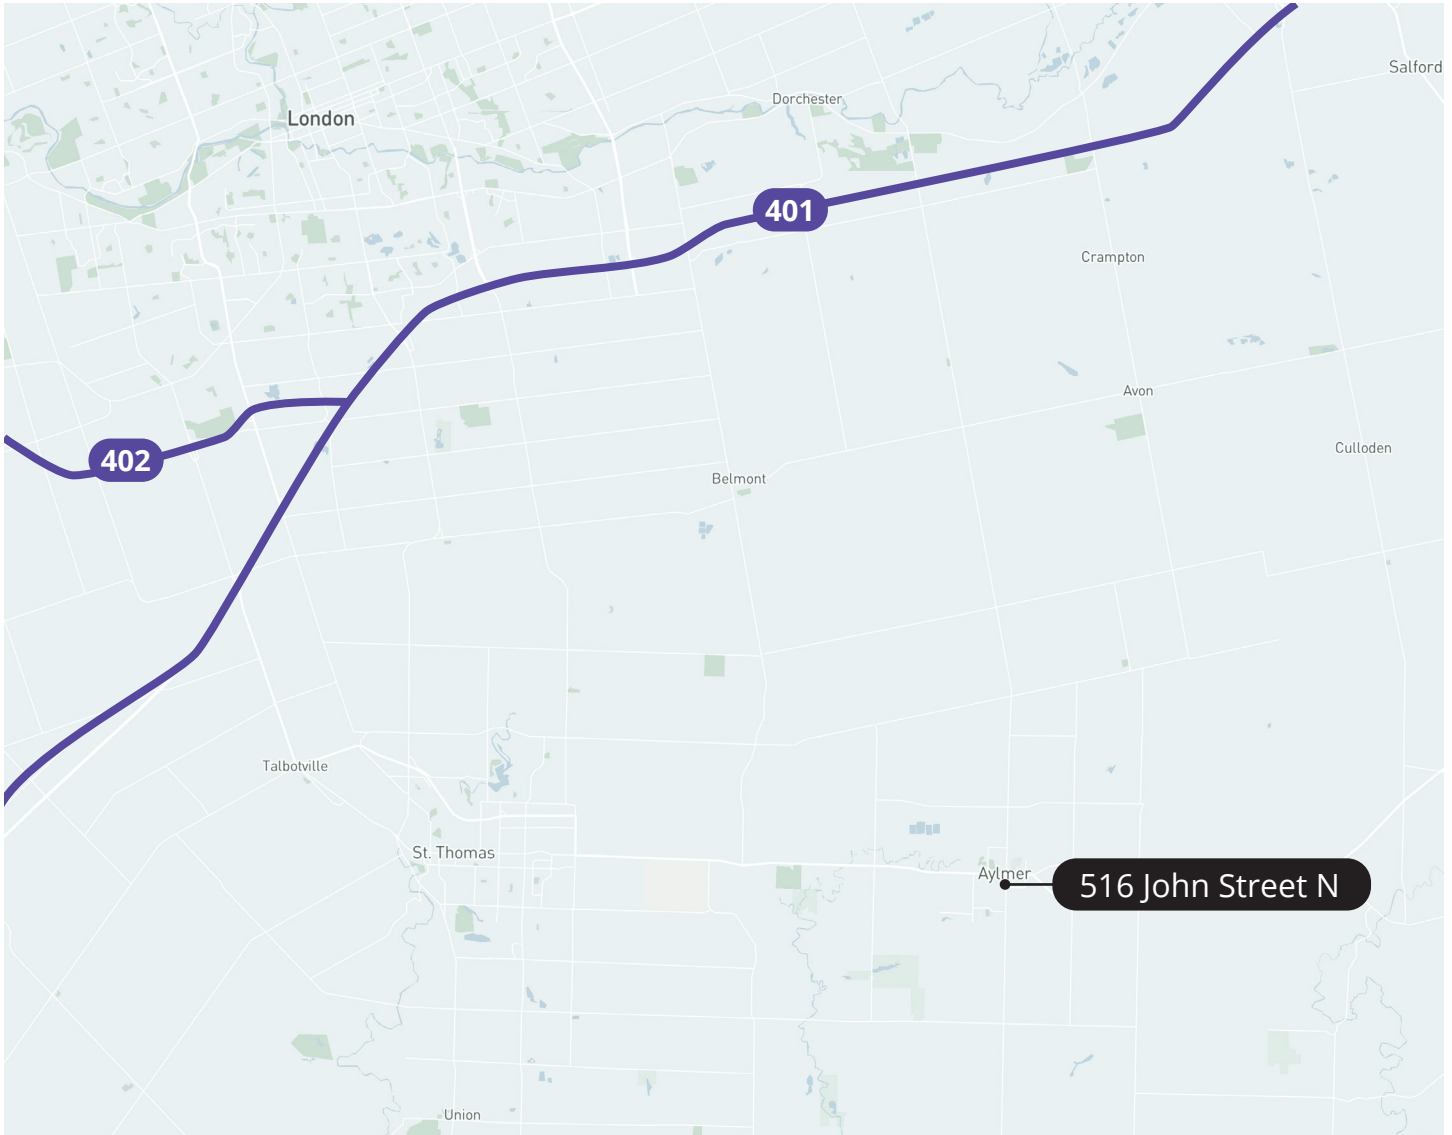 Salford
Dorchester
London
401
Crampton
Avon
Culloden
402
Belmont
Talbotville
St. Thomas
Aylmer
516 John Street N
Union